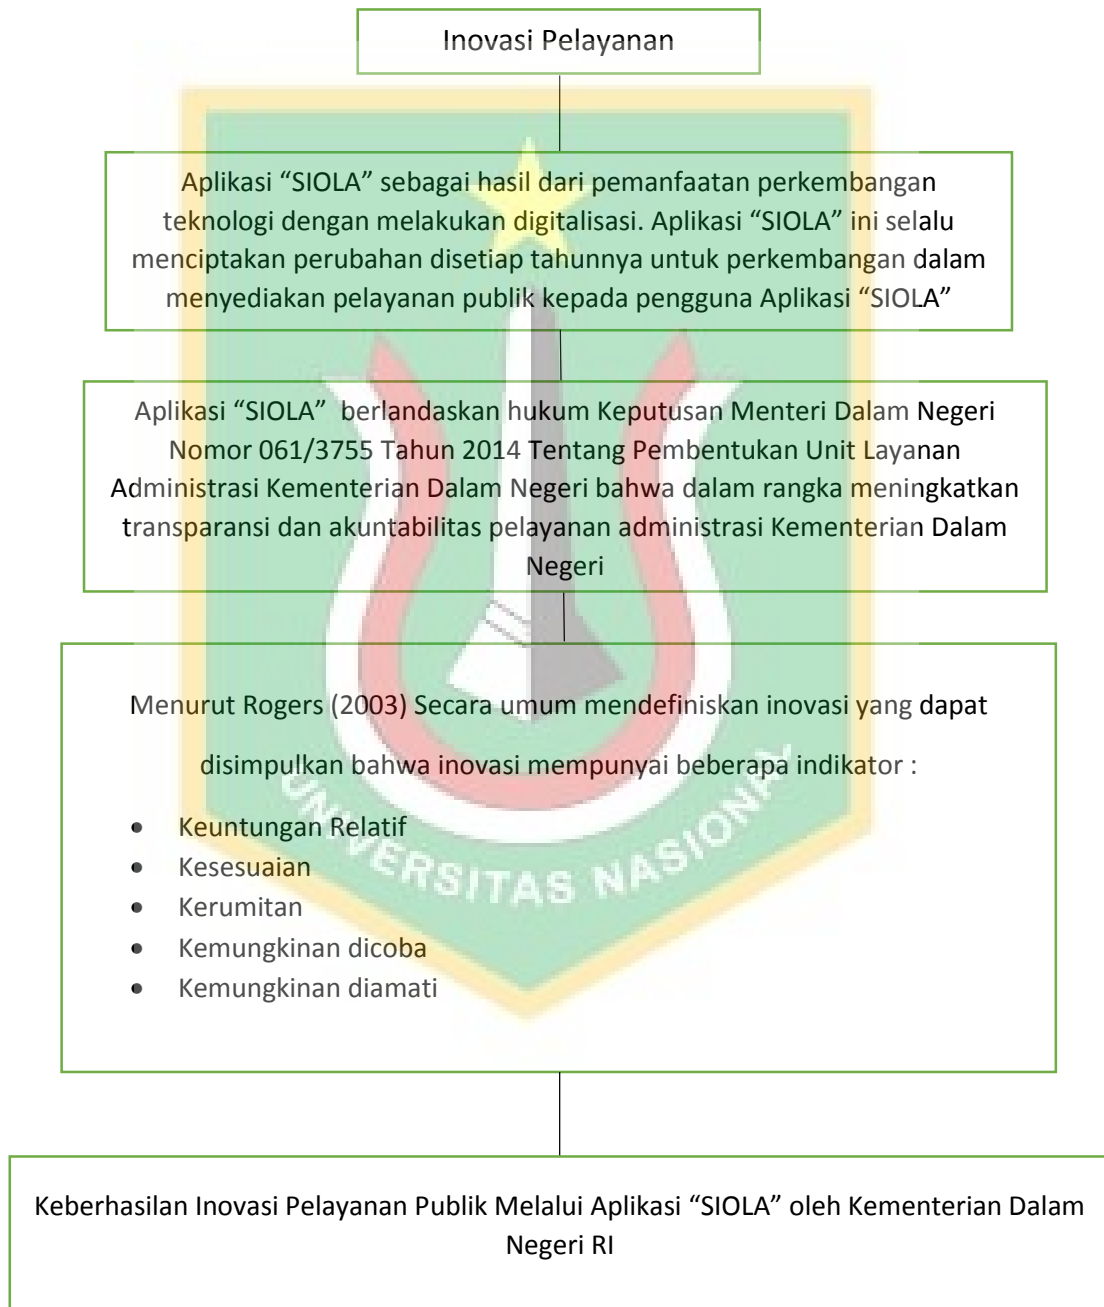 Inovasi Pelayanan
Aplikasi “SIOLA” sebagai hasil dari pemanfaatan perkembangan
teknologi dengan melakukan digitalisasi. Aplikasi “SIOLA” ini selalu
menciptakan perubahan disetiap tahunnya untuk perkembangan dalam
menyediakan pelayanan publik kepada pengguna Aplikasi “SIOLA”
Aplikasi “SIOLA”  berlandaskan hukum Keputusan Menteri Dalam Negeri
Nomor 061/3755 Tahun 2014 Tentang Pembentukan Unit Layanan
Administrasi Kementerian Dalam Negeri bahwa dalam rangka meningkatkan
transparansi dan akuntabilitas pelayanan administrasi Kementerian Dalam
Negeri
Menurut Rogers (2003) Secara umum mendefiniskan inovasi yang dapat
disimpulkan bahwa inovasi mempunyai beberapa indikator :
• Keuntungan Relatif
• Kesesuaian
• Kerumitan
• Kemungkinan dicoba
• Kemungkinan diamati
UNIVERSITAS NASIONAL
Keberhasilan Inovasi Pelayanan Publik Melalui Aplikasi “SIOLA” oleh Kementerian Dalam
Negeri RI